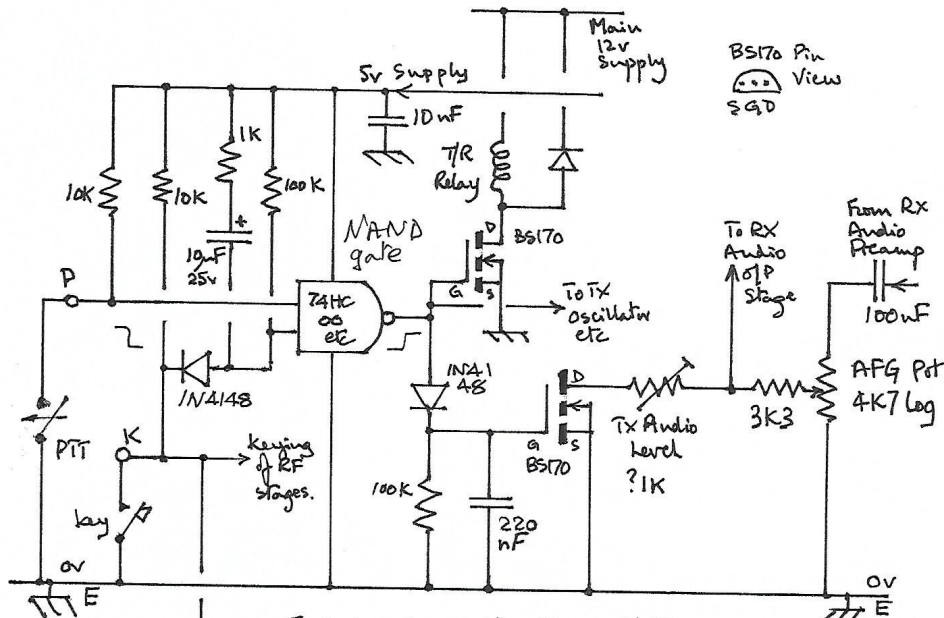 Main
12v
Supply
BS170 Pin
View
SGD
5v Supply
10nF
1K
T/R
Relay
10K
10K
100K
+
10µF
25v
NAND
gate
D
BS170
G
S
From RX
Audio
Preamp
To RX
Audio
o/p
Stage
100nF
P
74HC
00
etc
To TX
Oscillator
etc
1N4148
1N41
48
D
G
S
BS170
TX Audio
Level
?1K
3K3
AFG Pot
4K7 Log
PTT
K
Keying
of RF
stages.
key
100K
220
nF
0v
E
0v
E